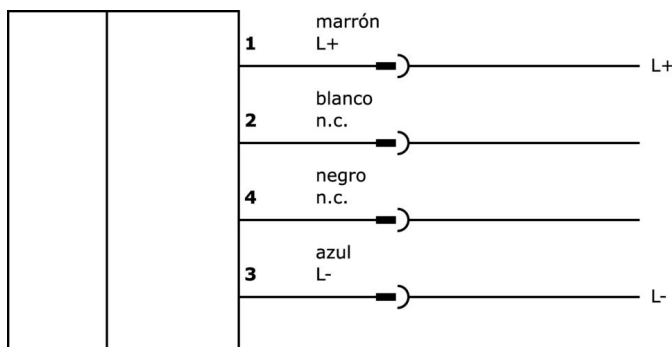 marrón
1 L+
L+
blanco
2 n.c.
negro
4 n.c.
azul
3 L-
L-